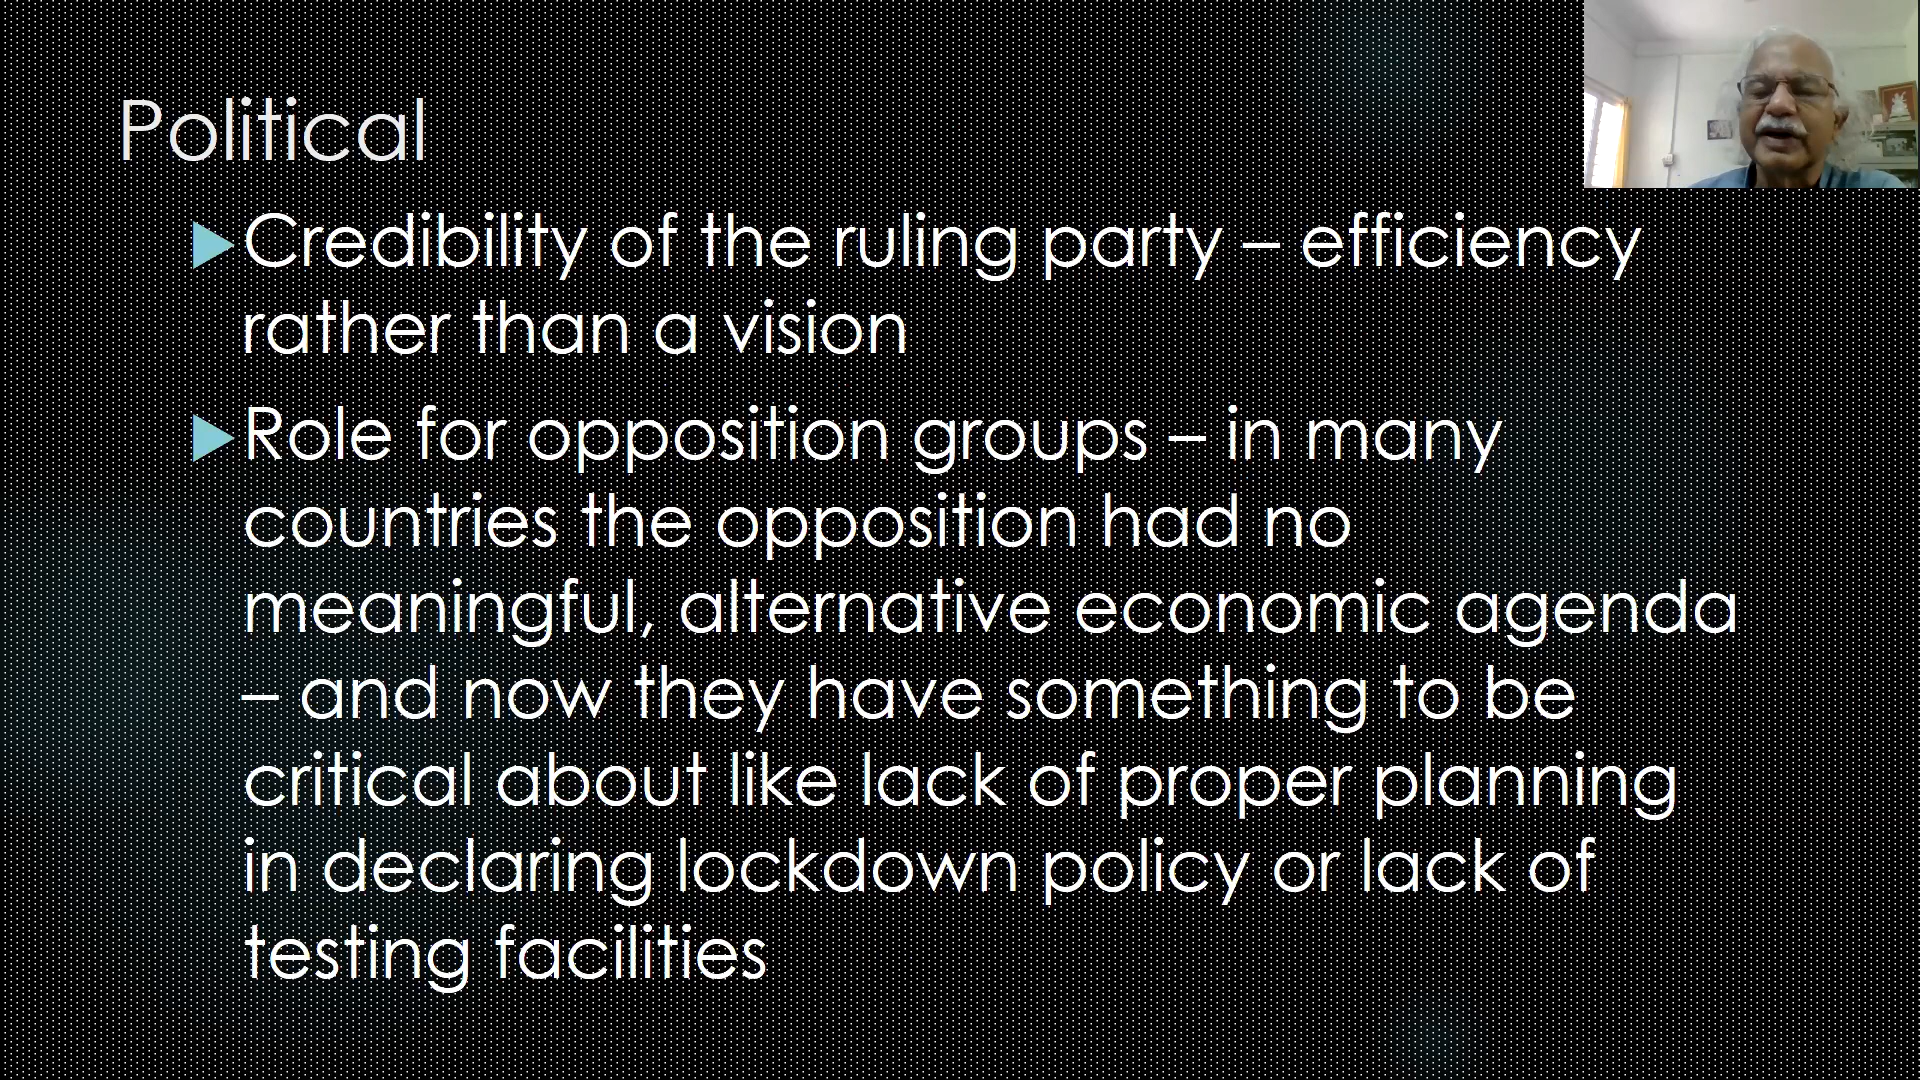 Political
Credibility of the ruling party – efficiency
rather than a vision
Role for opposition groups – in many
countries the opposition had no
meaningful, alternative economic agenda
– and now they have something to be
critical about like lack of proper planning
in declaring lockdown policy or lack of
testing facilities